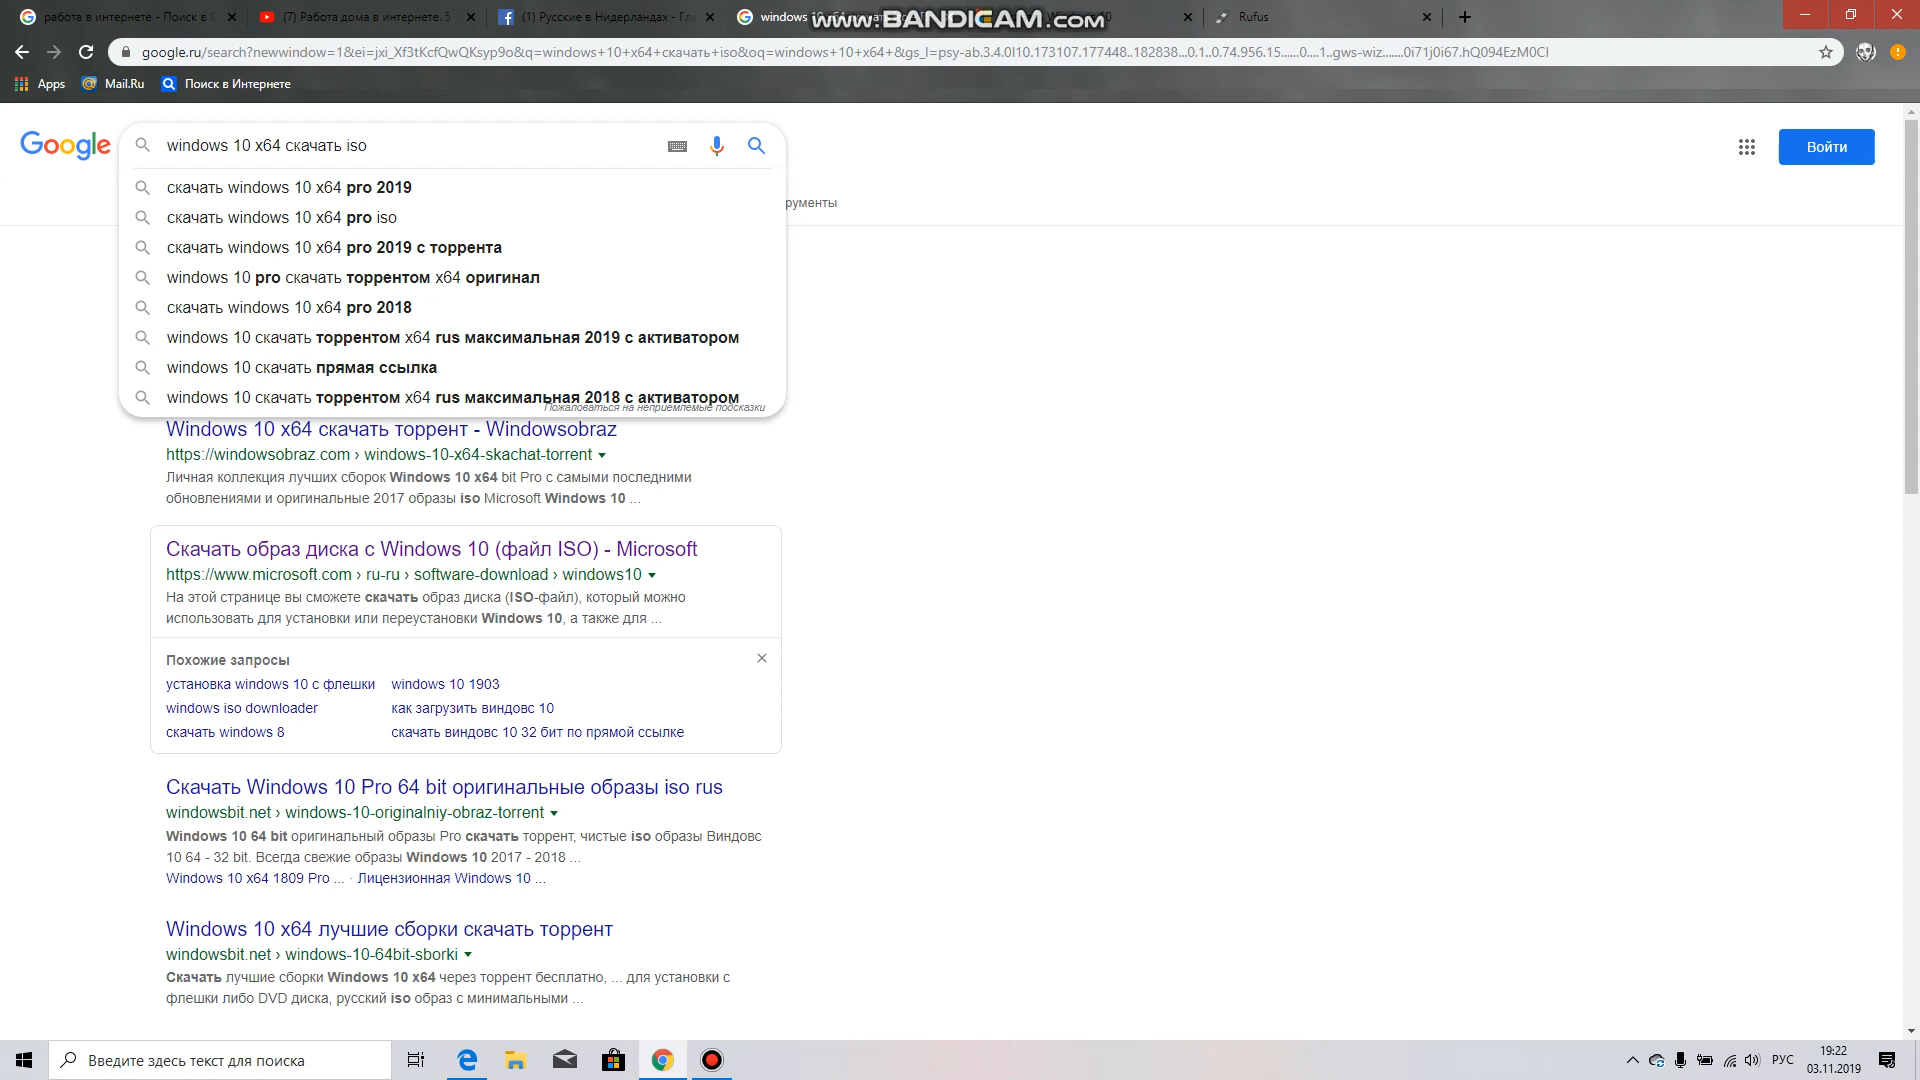 работа в интернете - Поиск в G
(7) Работа дома в интернете. 5
(1) Русские в Нидерландах - Гла
windows 10
www.BANDICAM.com
Rufus
google.ru/search?newwindow=1&ei=jxi_Xf3tKcfQwQKsyp9o&q=windows+10+x64+скачать+iso&oq=windows+10+x64+&gs_l=psy-ab.3.4.0l10.173107.177448..182838...0.1..0.74.956.15......0....1..gws-wiz.......0i71j0i67.hQ094EzM0CI
Apps
Mail.Ru
Поиск в Интернете
Google
windows 10 x64 скачать iso
Войти
скачать windows 10 x64 pro 2019
рументы
скачать windows 10 x64 pro iso
скачать windows 10 x64 pro 2019 с торрента
windows 10 pro скачать торрентом x64 оригинал
скачать windows 10 x64 pro 2018
windows 10 скачать торрентом x64 rus максимальная 2019 с активатором
windows 10 скачать прямая ссылка
windows 10 скачать торрентом x64 rus максимальная 2018 с активатором
Пожаловаться на неприемлемые подсказки
Windows 10 x64 скачать торрент - Windowsobraz
https://windowsobraz.com › windows-10-x64-skachat-torrent
Личная коллекция лучших сборок Windows 10 x64 bit Pro с самыми последними
обновлениями и оригинальные 2017 образы iso Microsoft Windows 10 ...
Скачать образ диска с Windows 10 (файл ISO) - Microsoft
https://www.microsoft.com › ru-ru › software-download › windows10
На этой странице вы сможете скачать образ диска (ISO-файл), который можно
использовать для установки или переустановки Windows 10, а также для ...
Похожие запросы
установка windows 10 с флешки
windows 10 1903
windows iso downloader
как загрузить виндовс 10
скачать windows 8
скачать виндовс 10 32 бит по прямой ссылке
Скачать Windows 10 Pro 64 bit оригинальные образы iso rus
windowsbit.net › windows-10-originalniy-obraz-torrent
Windows 10 64 bit оригинальный образы Pro скачать торрент, чистые iso образы Виндовс
10 64 - 32 bit. Всегда свежие образы Windows 10 2017 - 2018 ...
Windows 10 x64 1809 Pro ... · Лицензионная Windows 10 ...
Windows 10 x64 лучшие сборки скачать торрент
windowsbit.net › windows-10-64bit-sborki
Скачать лучшие сборки Windows 10 x64 через торрент бесплатно, ... для установки с
флешки либо DVD диска, русский iso образ с минимальными ...
Введите здесь текст для поиска
РУС
19:22
03.11.2019